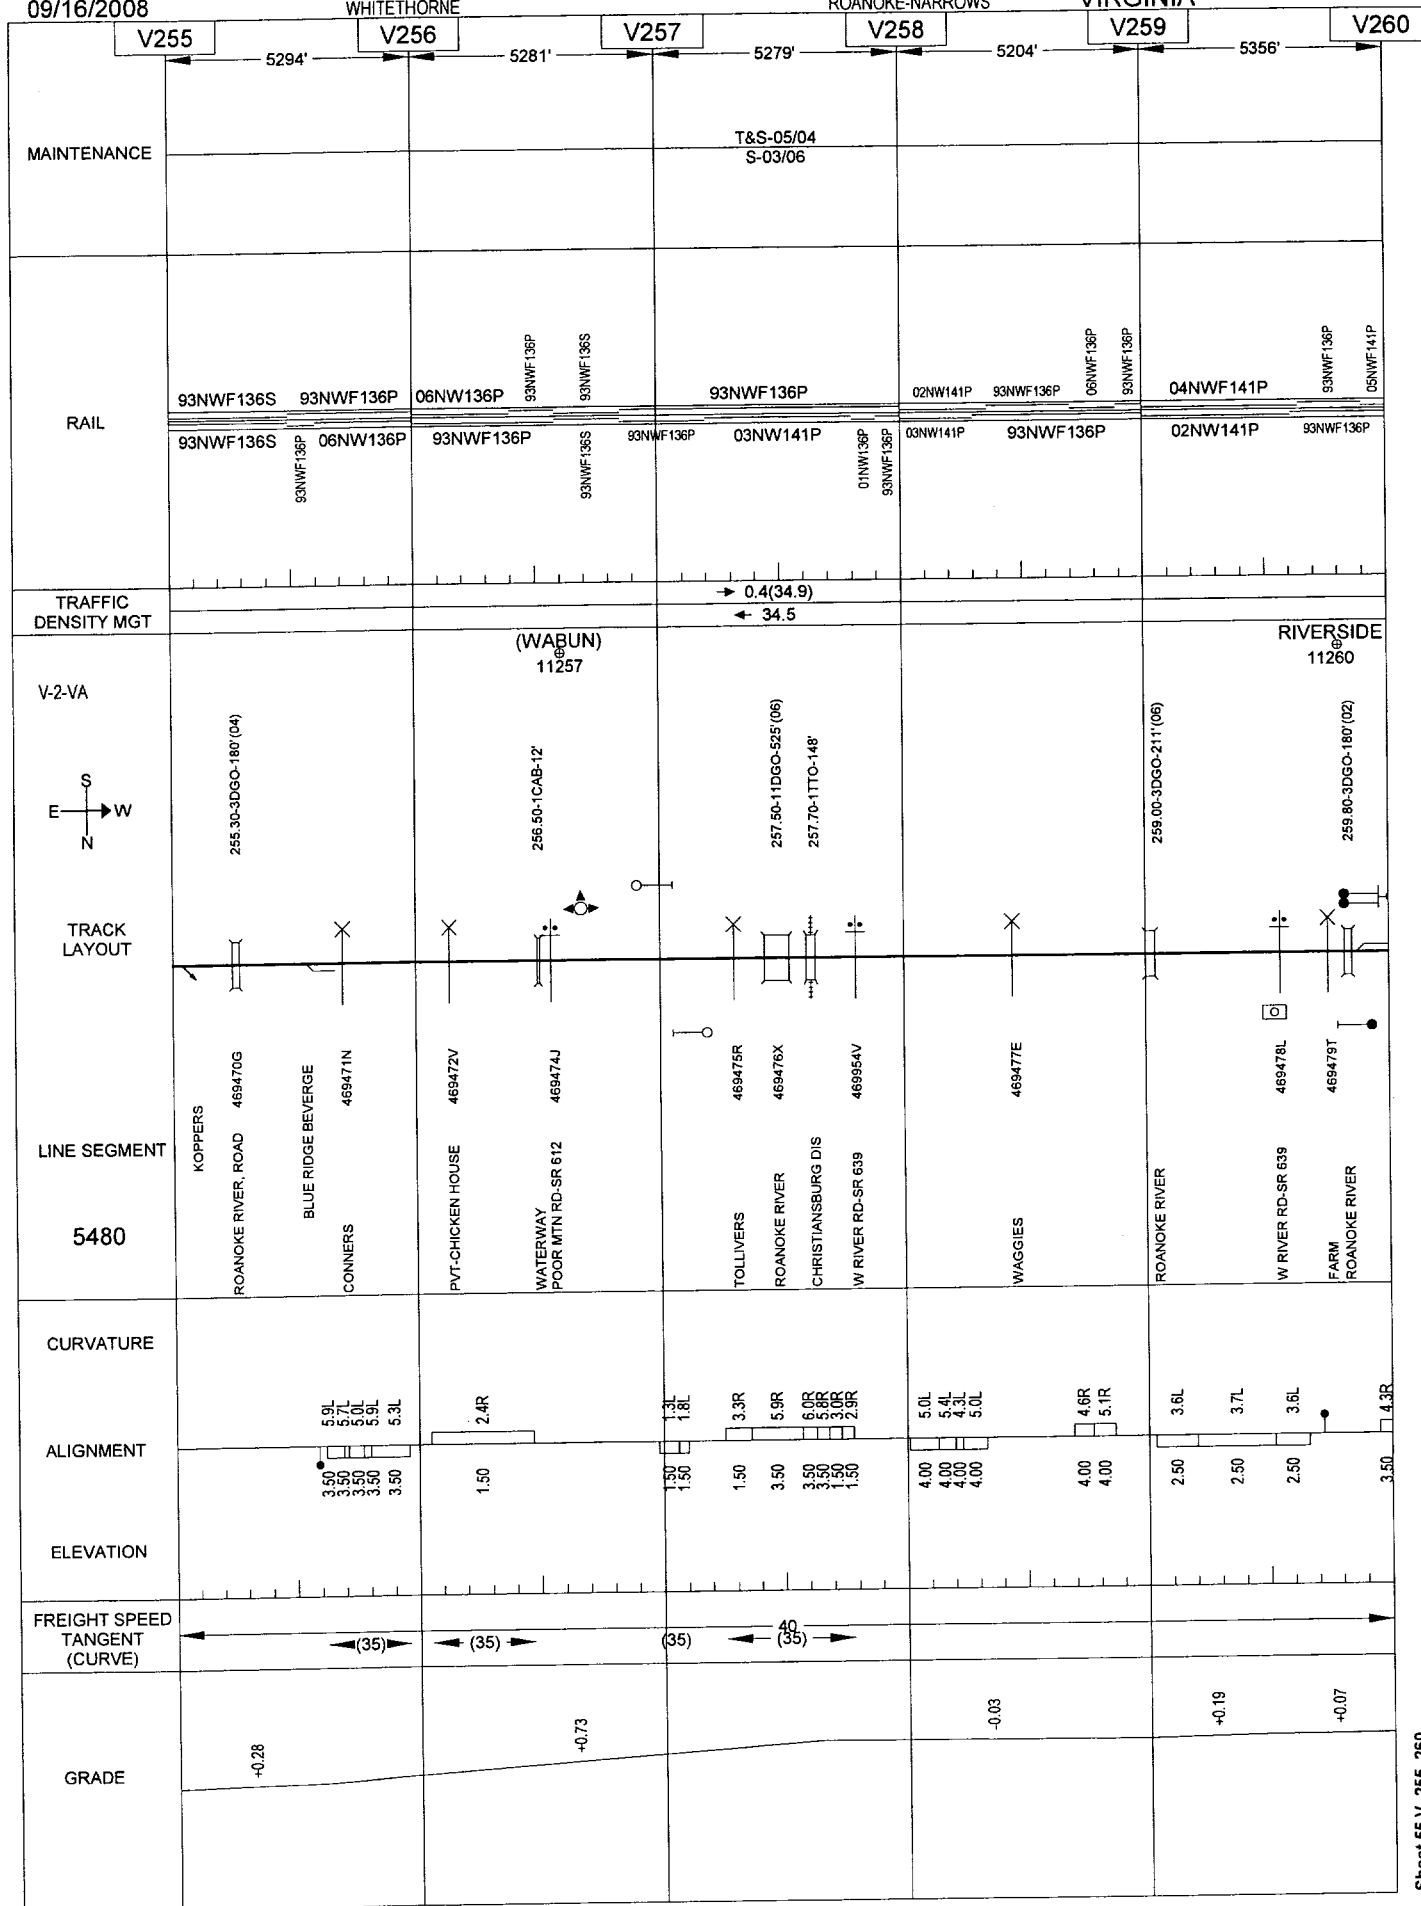 09/16/2008
WHITETHORNE
ROANOKE-NARROWS
VIRGINIA
V255
V256
V257
V258
V259
V260
5294'
5281'
5279'
5204'
5356'
MAINTENANCE
T&S-05/04
S-03/06
RAIL
93NWF136S
93NWF136P
06NW136P
93NWF136P
93NWF136S
93NWF136P
02NW141P
93NWF136P
06NWF136P
93NWF136P
04NWF141P
93NWF136P
05NWF141P
93NWF136S
93NWF136P
06NW136P
93NWF136P
93NWF136S
93NWF136P
03NW141P
01NW136P
93NWF136P
03NW141P
93NWF136P
02NW141P
93NWF136P
TRAFFIC
DENSITY MGT
0.4(34.9)
34.5
(WABUN)
11257
RIVERSIDE
11260
V-2-VA
S
E
W
N
255.30-3DGO-180'(04)
256.50-1CAB-12'
257.50-11DGO-525'(06)
257.70-1TTO-148'
259.00-3DGO-211'(06)
259.80-3DGO-180'(02)
TRACK
LAYOUT
LINE SEGMENT
5480
KOPPERS
ROANOKE RIVER, ROAD 469470G
BLUE RIDGE BEVERGE
CONNERS 469471N
PVT-CHICKEN HOUSE 469472V
WATERWAY
POOR MTN RD-SR 612 469474J
TOLLIVERS 469475R
ROANOKE RIVER 469476X
CHRISTIANSBURG DIS
W RIVER RD-SR 639 469954V
WAGGIES 469477E
ROANOKE RIVER
W RIVER RD-SR 639 469478L
FARM 469479T
ROANOKE RIVER
CURVATURE
5.9L
5.7L
5.0L
5.9L
5.3L
2.4R
1.3L
1.8L
3.3R
5.9R
6.0R
5.8R
3.0R
2.9R
5.0L
5.4L
4.3L
5.0L
4.6R
5.1R
3.6L
3.7L
3.6L
4.3R
ALIGNMENT
3.50
3.50
3.50
3.50
3.50
1.50
1.50
1.50
1.50
3.50
3.50
3.50
1.50
1.50
4.00
4.00
4.00
4.00
4.00
4.00
2.50
2.50
2.50
3.50
ELEVATION
FREIGHT SPEED
TANGENT
(CURVE)
40
(35)
(35)
(35)
(35)
GRADE
+0.28
+0.73
-0.03
+0.19
+0.07